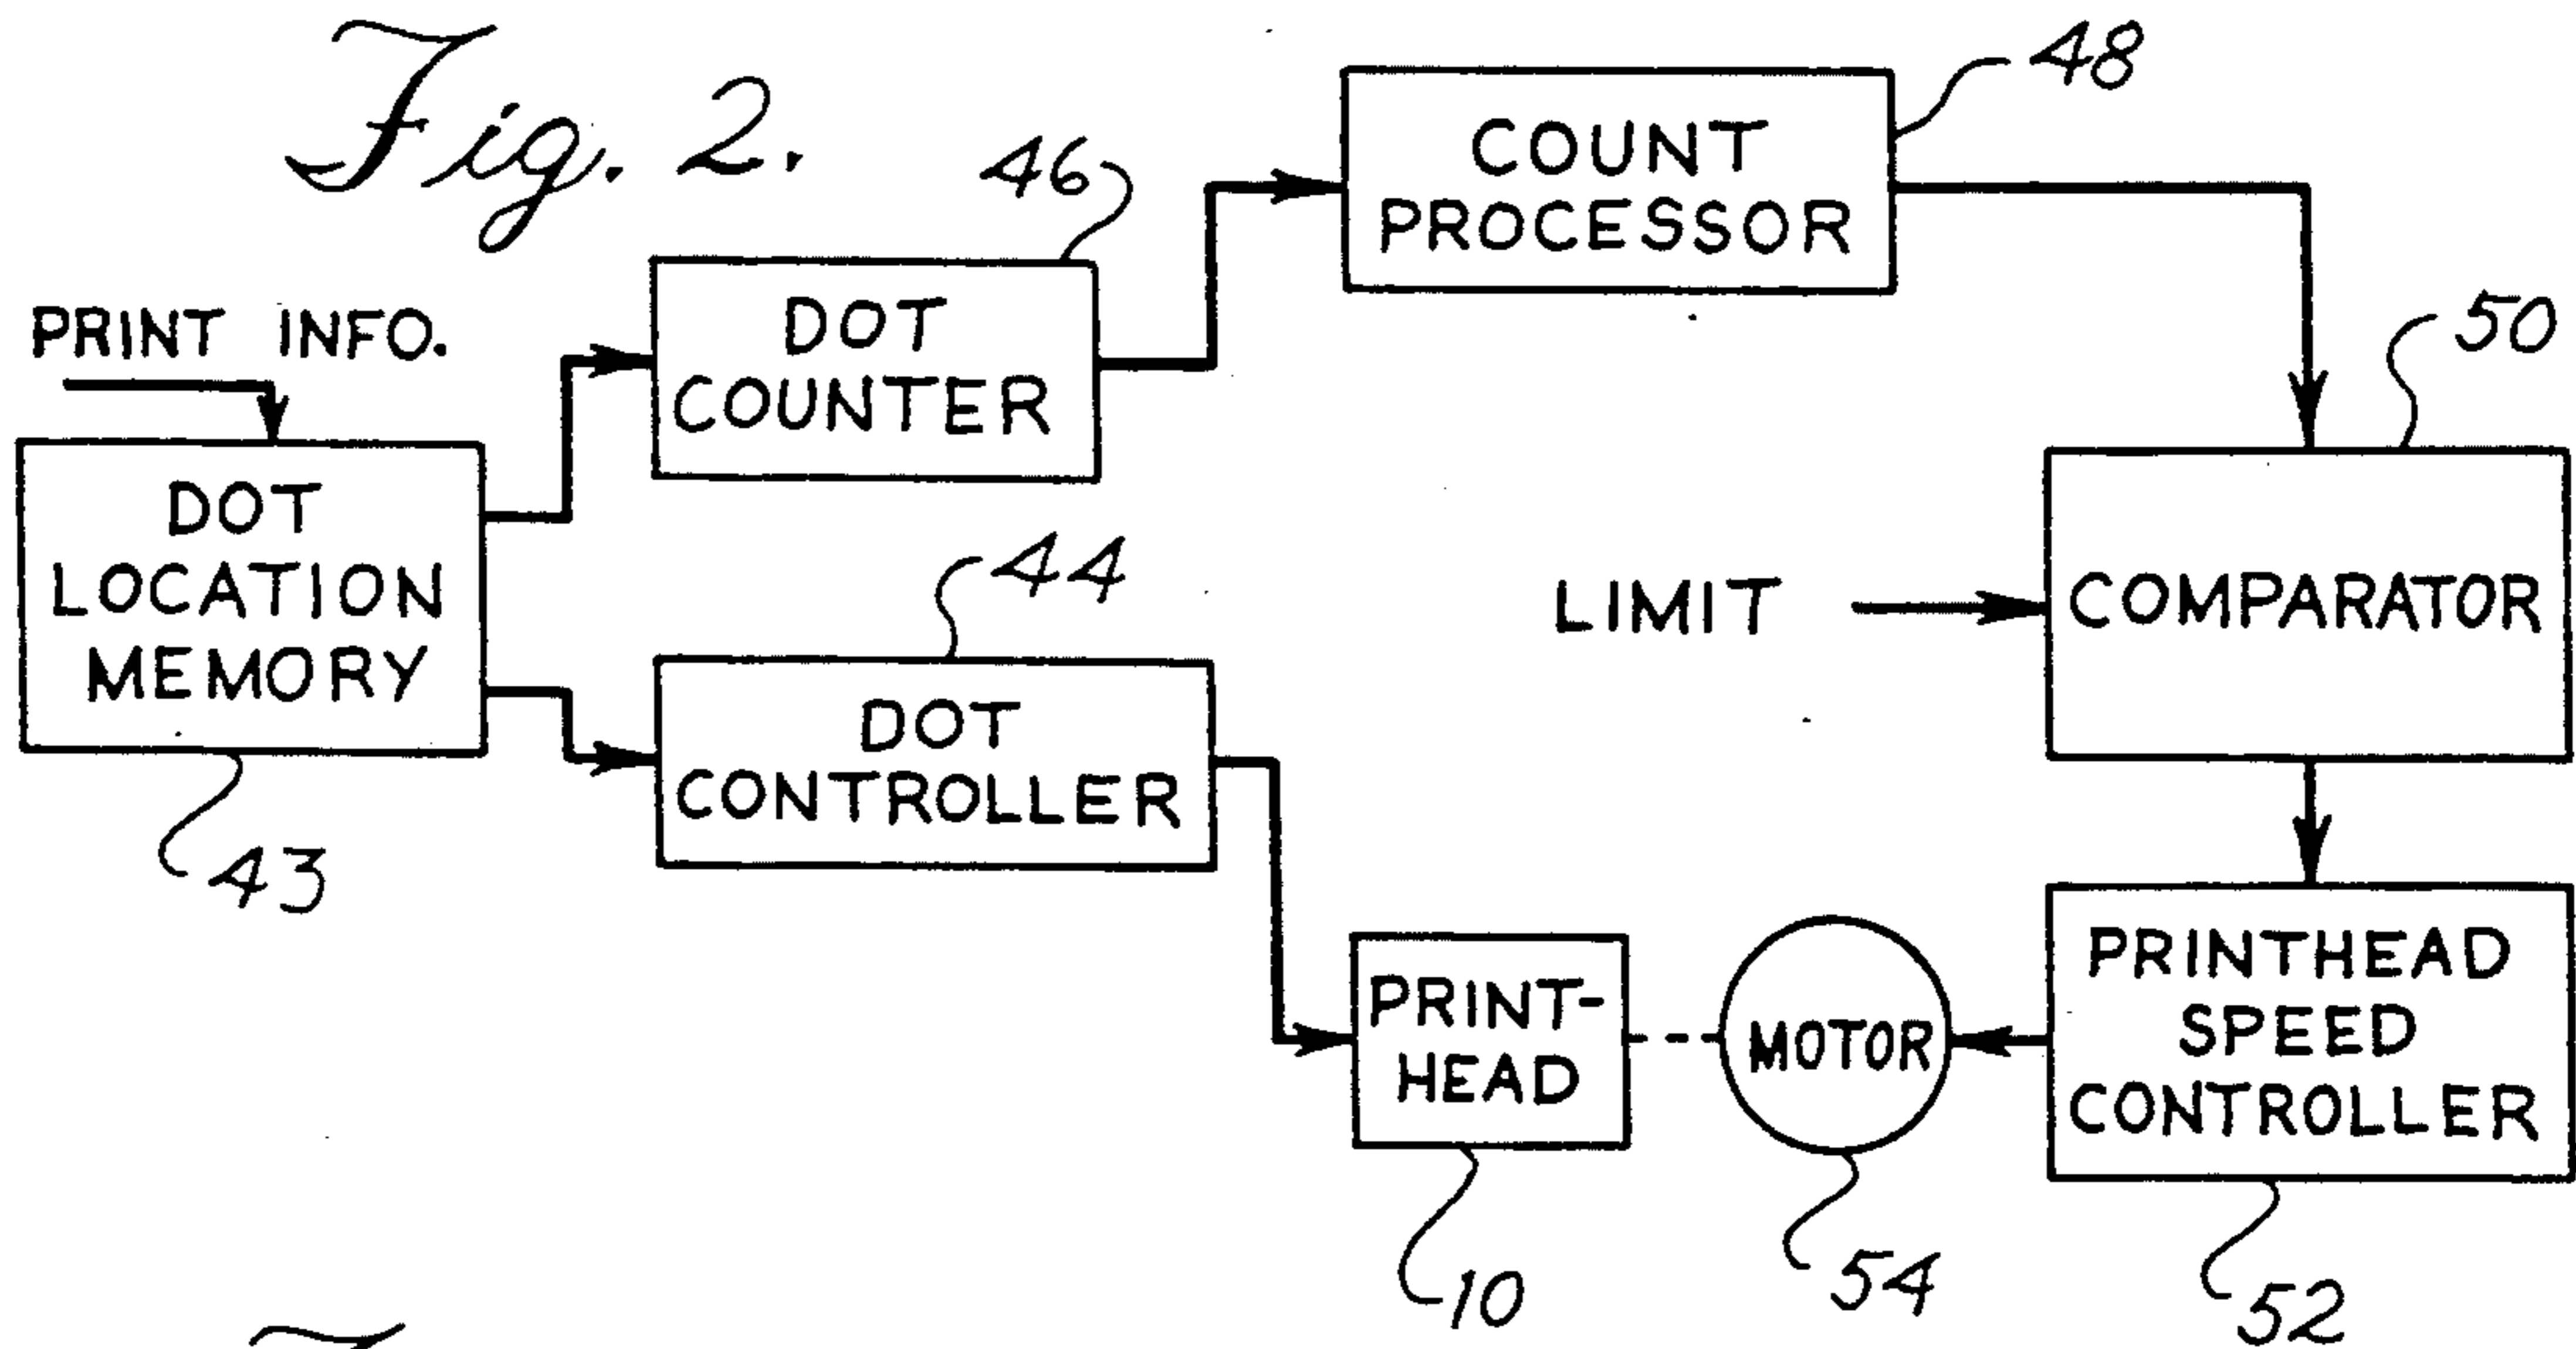 Fig. 2.
48
COUNT
PROCESSOR
46
DOT
COUNTER
PRINT INFO.
50
DOT
LOCATION
MEMORY
43
44
DOT
CONTROLLER
LIMIT
COMPARATOR
PRINT-
HEAD
10
MOTOR
54
PRINTHEAD
SPEED
CONTROLLER
52